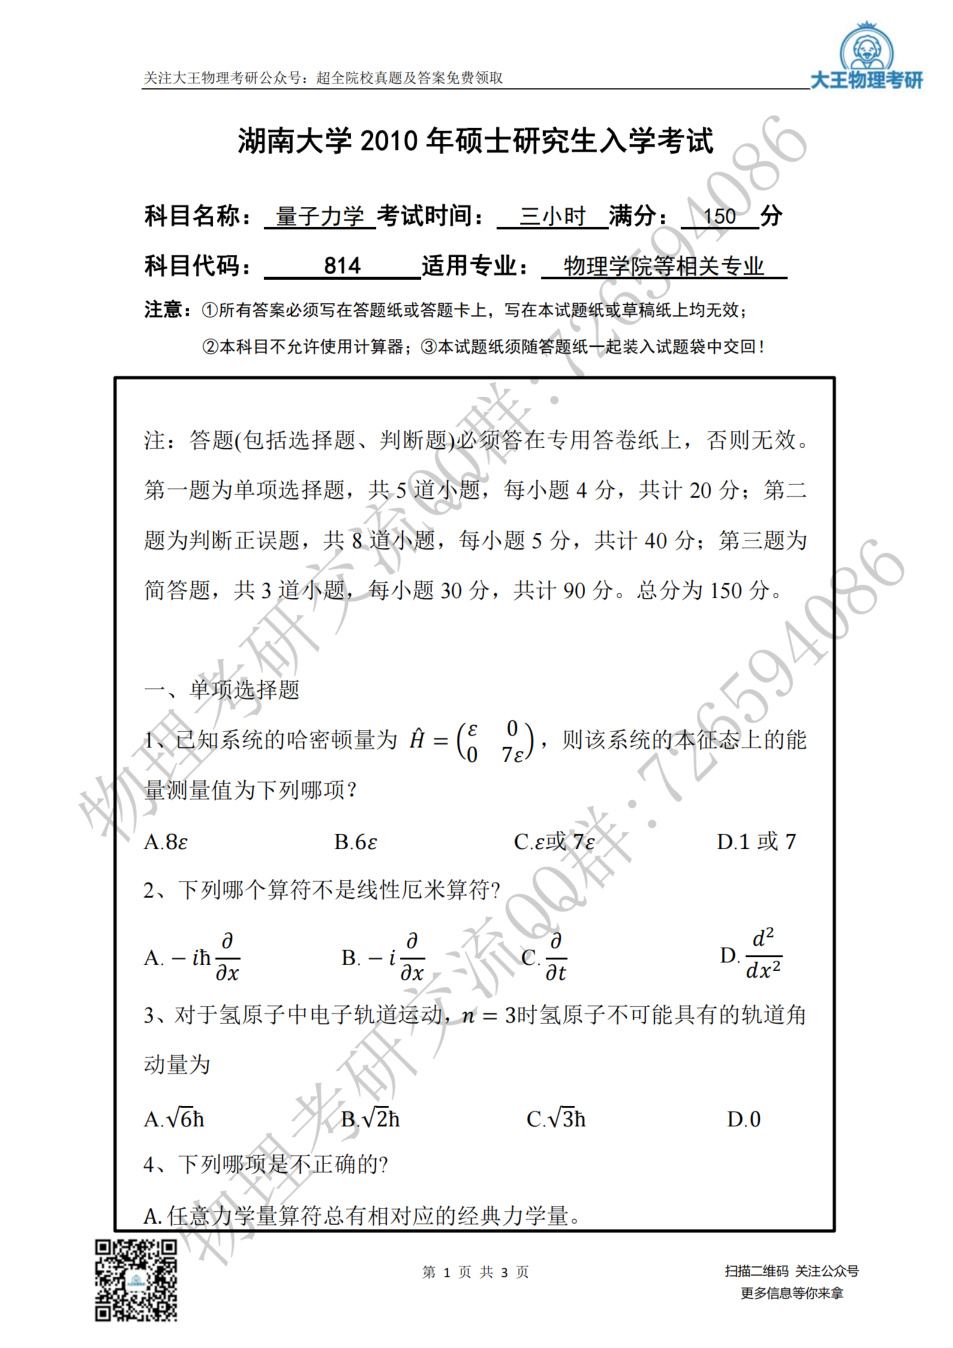 关注大王物理考研公众号：超全院校真题及答案免费领取
大王物理考研
湖南大学 2010 年硕士研究生入学考试
科目名称： 量子力学 考试时间： 三小时 满分： 150 分
科目代码： 814 适用专业： 物理学院等相关专业
注意：①所有答案必须写在答题纸或答题卡上，写在本试题纸或草稿纸上均无效；
②本科目不允许使用计算器；③本试题纸须随答题纸一起装入试题袋中交回！
注：答题(包括选择题、判断题)必须答在专用答卷纸上，否则无效。
第一题为单项选择题，共 5 道小题，每小题 4 分，共计 20 分；第二
题为判断正误题，共 8 道小题，每小题 5 分，共计 40 分；第三题为
简答题，共 3 道小题，每小题 30 分，共计 90 分。总分为 150 分。
一、单项选择题
1、已知系统的哈密顿量为 Ĥ = (ε 0 0 7ε)，则该系统的本征态上的能
量测量值为下列哪项？
A.8ε B.6ε C.ε或 7ε D.1 或 7
2、下列哪个算符不是线性厄米算符?
A. − iħ ∂/∂x B. − i ∂/∂x C. ∂/∂t D. d²/dx²
3、对于氢原子中电子轨道运动，n = 3时氢原子不可能具有的轨道角
动量为
A.√6ħ B.√2ħ C.√3ħ D.0
4、下列哪项是不正确的?
A.任意力学量算符总有相对应的经典力学量。
物理考研交流QQ群：726594086
物理考研交流QQ群：726594086
大王物理考研
第 1 页 共 3 页
扫描二维码 关注公众号
更多信息等你来拿